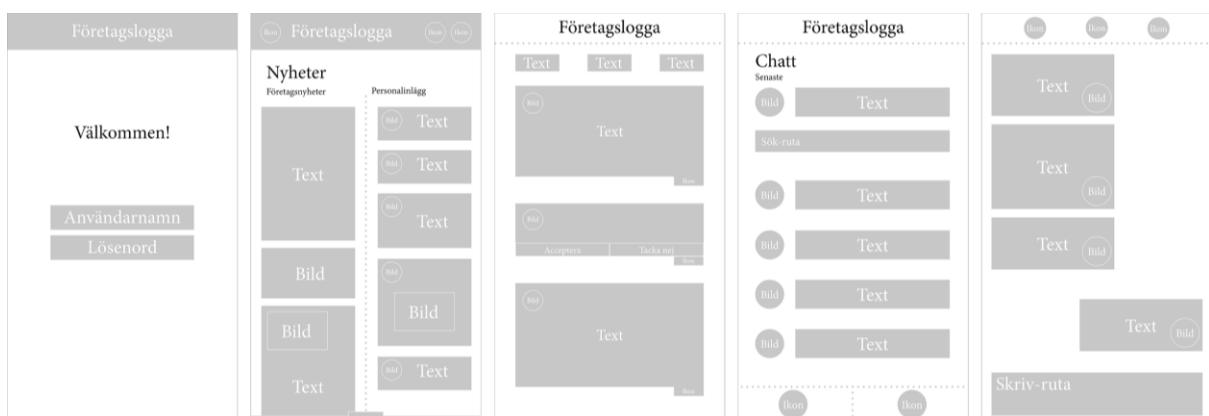 Företagslogga
Välkommen!
Användarnamn
Lösenord
Ikon
Företagslogga
Ikon
Ikon
Nyheter
Företagsnyheter
Text
Bild
Bild
Text
Personalinlägg
Bild
Text
Bild
Text
Bild
Text
Bild
Bild
Bild
Text
Företagslogga
Text
Text
Text
Bild
Text
Ikon
Bild
Acceptera
Tacka nej
Ikon
Bild
Text
Ikon
Företagslogga
Chatt
Senaste
Bild
Text
Sök-ruta
Bild
Text
Bild
Text
Bild
Text
Bild
Text
Ikon
Ikon
Ikon
Ikon
Ikon
Text
Bild
Text
Bild
Text
Bild
Text
Bild
Skriv-ruta